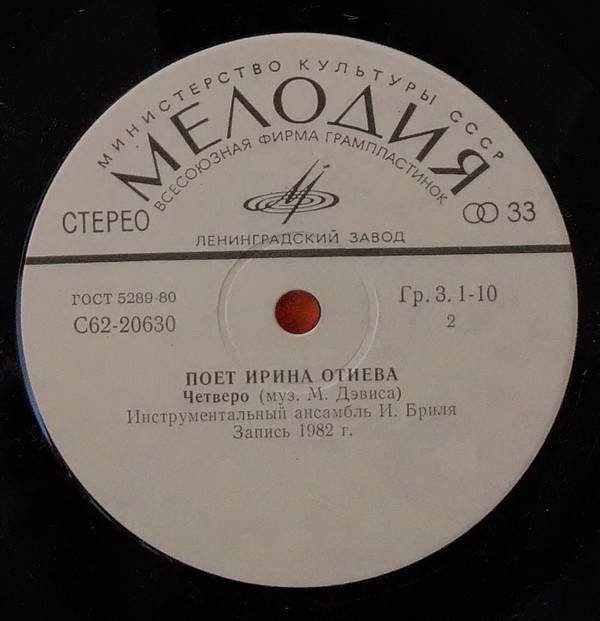 МИНИСТЕРСТВО КУЛЬТУРЫ СССР
МЕЛОДИЯ
ВСЕСОЮЗНАЯ ФИРМА ГРАМПЛАСТИНОК
СТЕРЕО
33
ЛЕНИНГРАДСКИЙ ЗАВОД
ГОСТ 5289-80
Гр. 3. 1-10
С62-20630
2
ПОЕТ ИРИНА ОТИЕВА
Четверо (муз. М. Дэвиса)
Инструментальный ансамбль И. Бриля
Запись 1982 г.